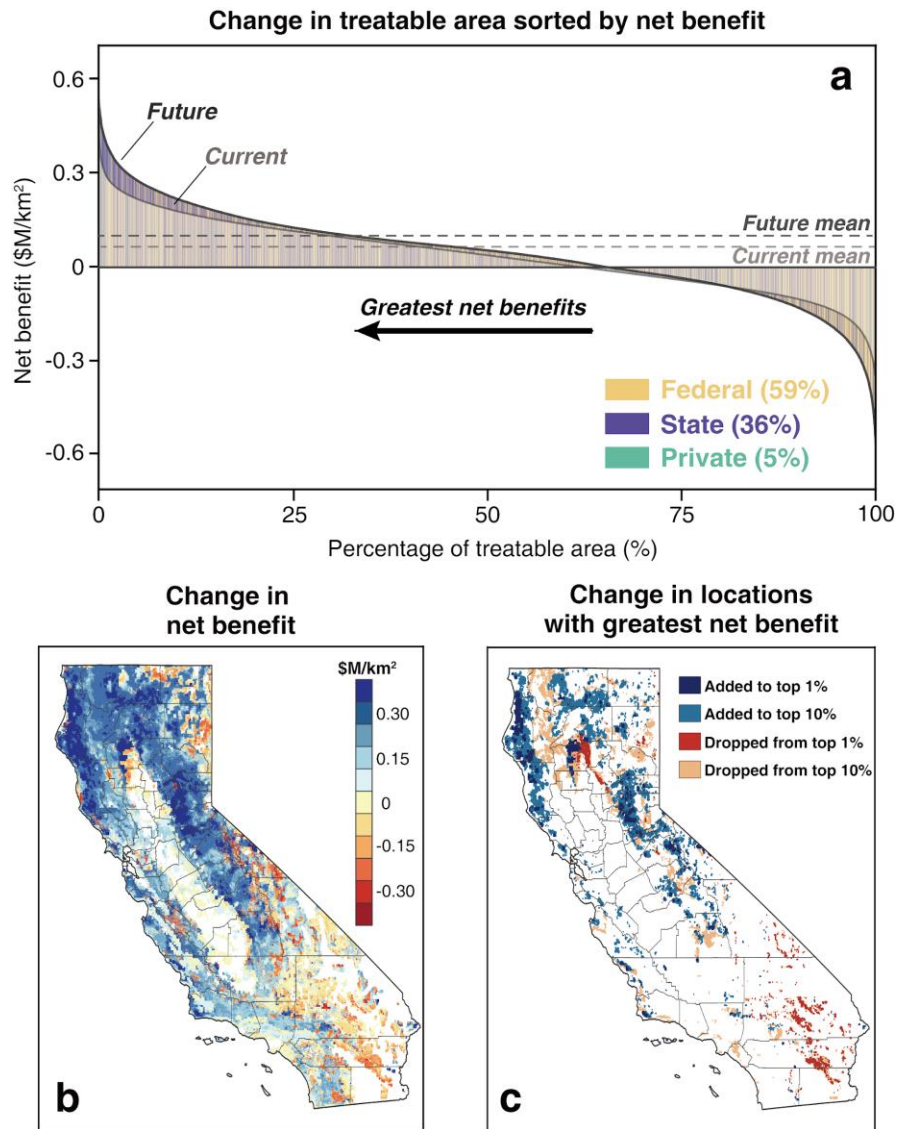 Change in treatable area sorted by net benefit
a
0.6
0.3
0
-0.3
-0.6
Net benefit ($M/km²)
Future
Current
Future mean
Current mean
Greatest net benefits
Federal (59%)
State (36%)
Private (5%)
0
25
50
75
100
Percentage of treatable area (%)
Change in
net benefit
$M/km²
0.30
0.15
0
-0.15
-0.30
b
Change in locations
with greatest net benefit
Added to top 1%
Added to top 10%
Dropped from top 1%
Dropped from top 10%
c